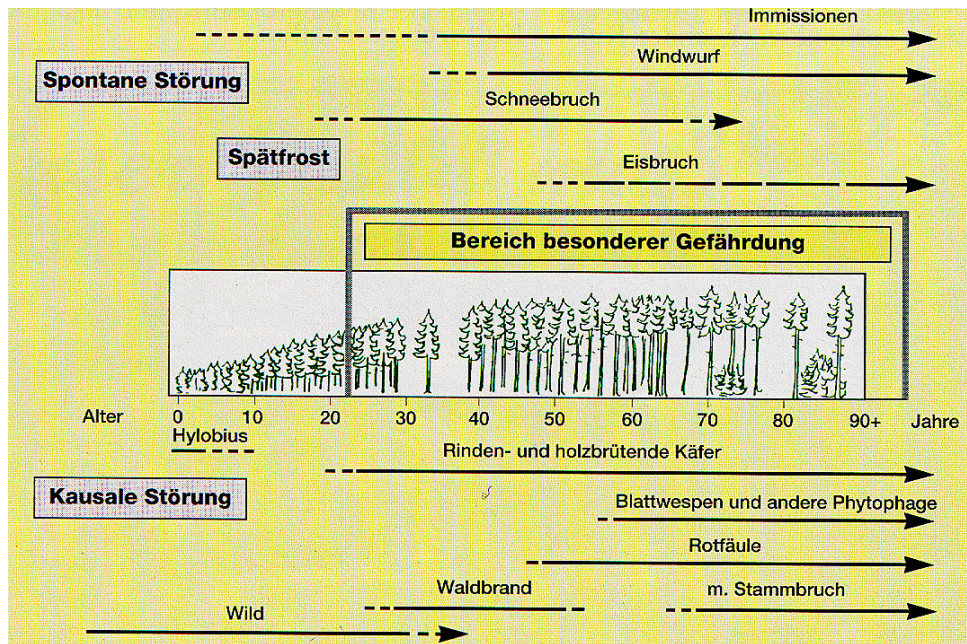 Immissionen
Windwurf
Spontane Störung
Schneebruch
Spätfrost
Eisbruch
Bereich besonderer Gefährdung
Alter 0 10 20 30 40 50 60 70 80 90+ Jahre
Hylobius
Rinden- und holzbrütende Käfer
Kausale Störung
Blattwespen und andere Phytophage
Rotfäule
Waldbrand
m. Stammbruch
Wild